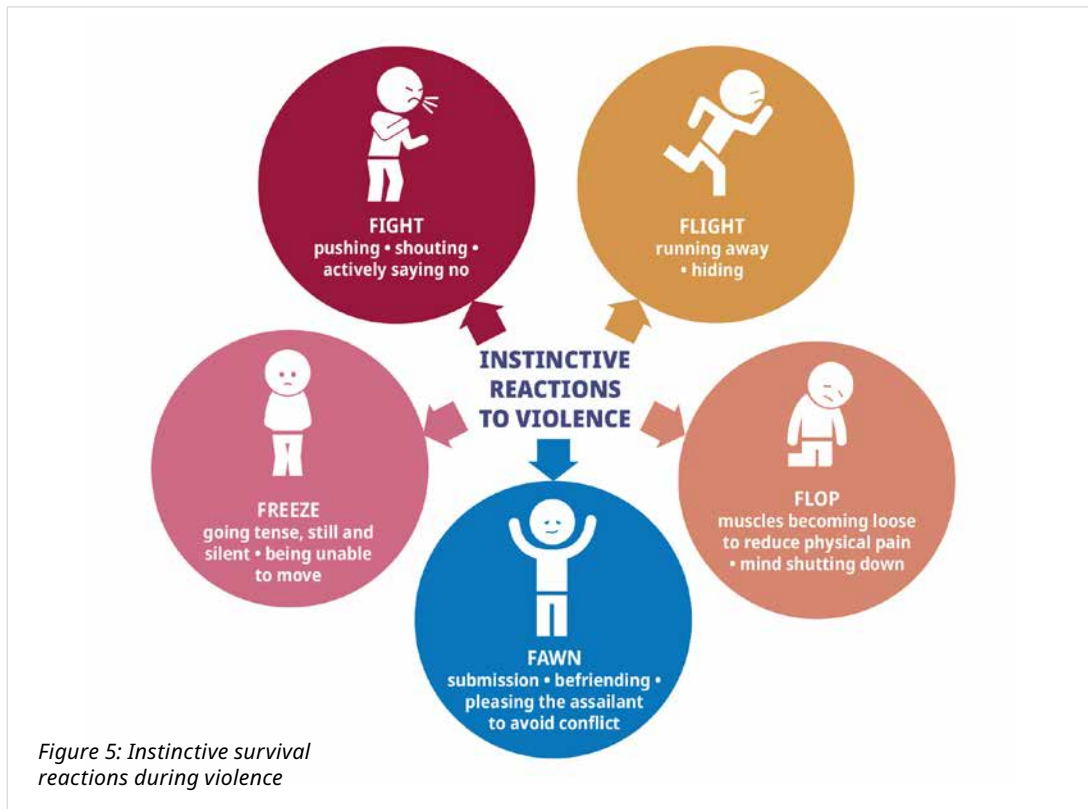 FIGHT
pushing • shouting •
actively saying no
FLIGHT
running away
• hiding
INSTINCTIVE
REACTIONS
TO VIOLENCE
FREEZE
going tense, still and
silent • being unable
to move
FLOP
muscles becoming loose
to reduce physical pain
• mind shutting down
FAWN
submission • befriending •
pleasing the assailant
to avoid conflict
Figure 5: Instinctive survival
reactions during violence